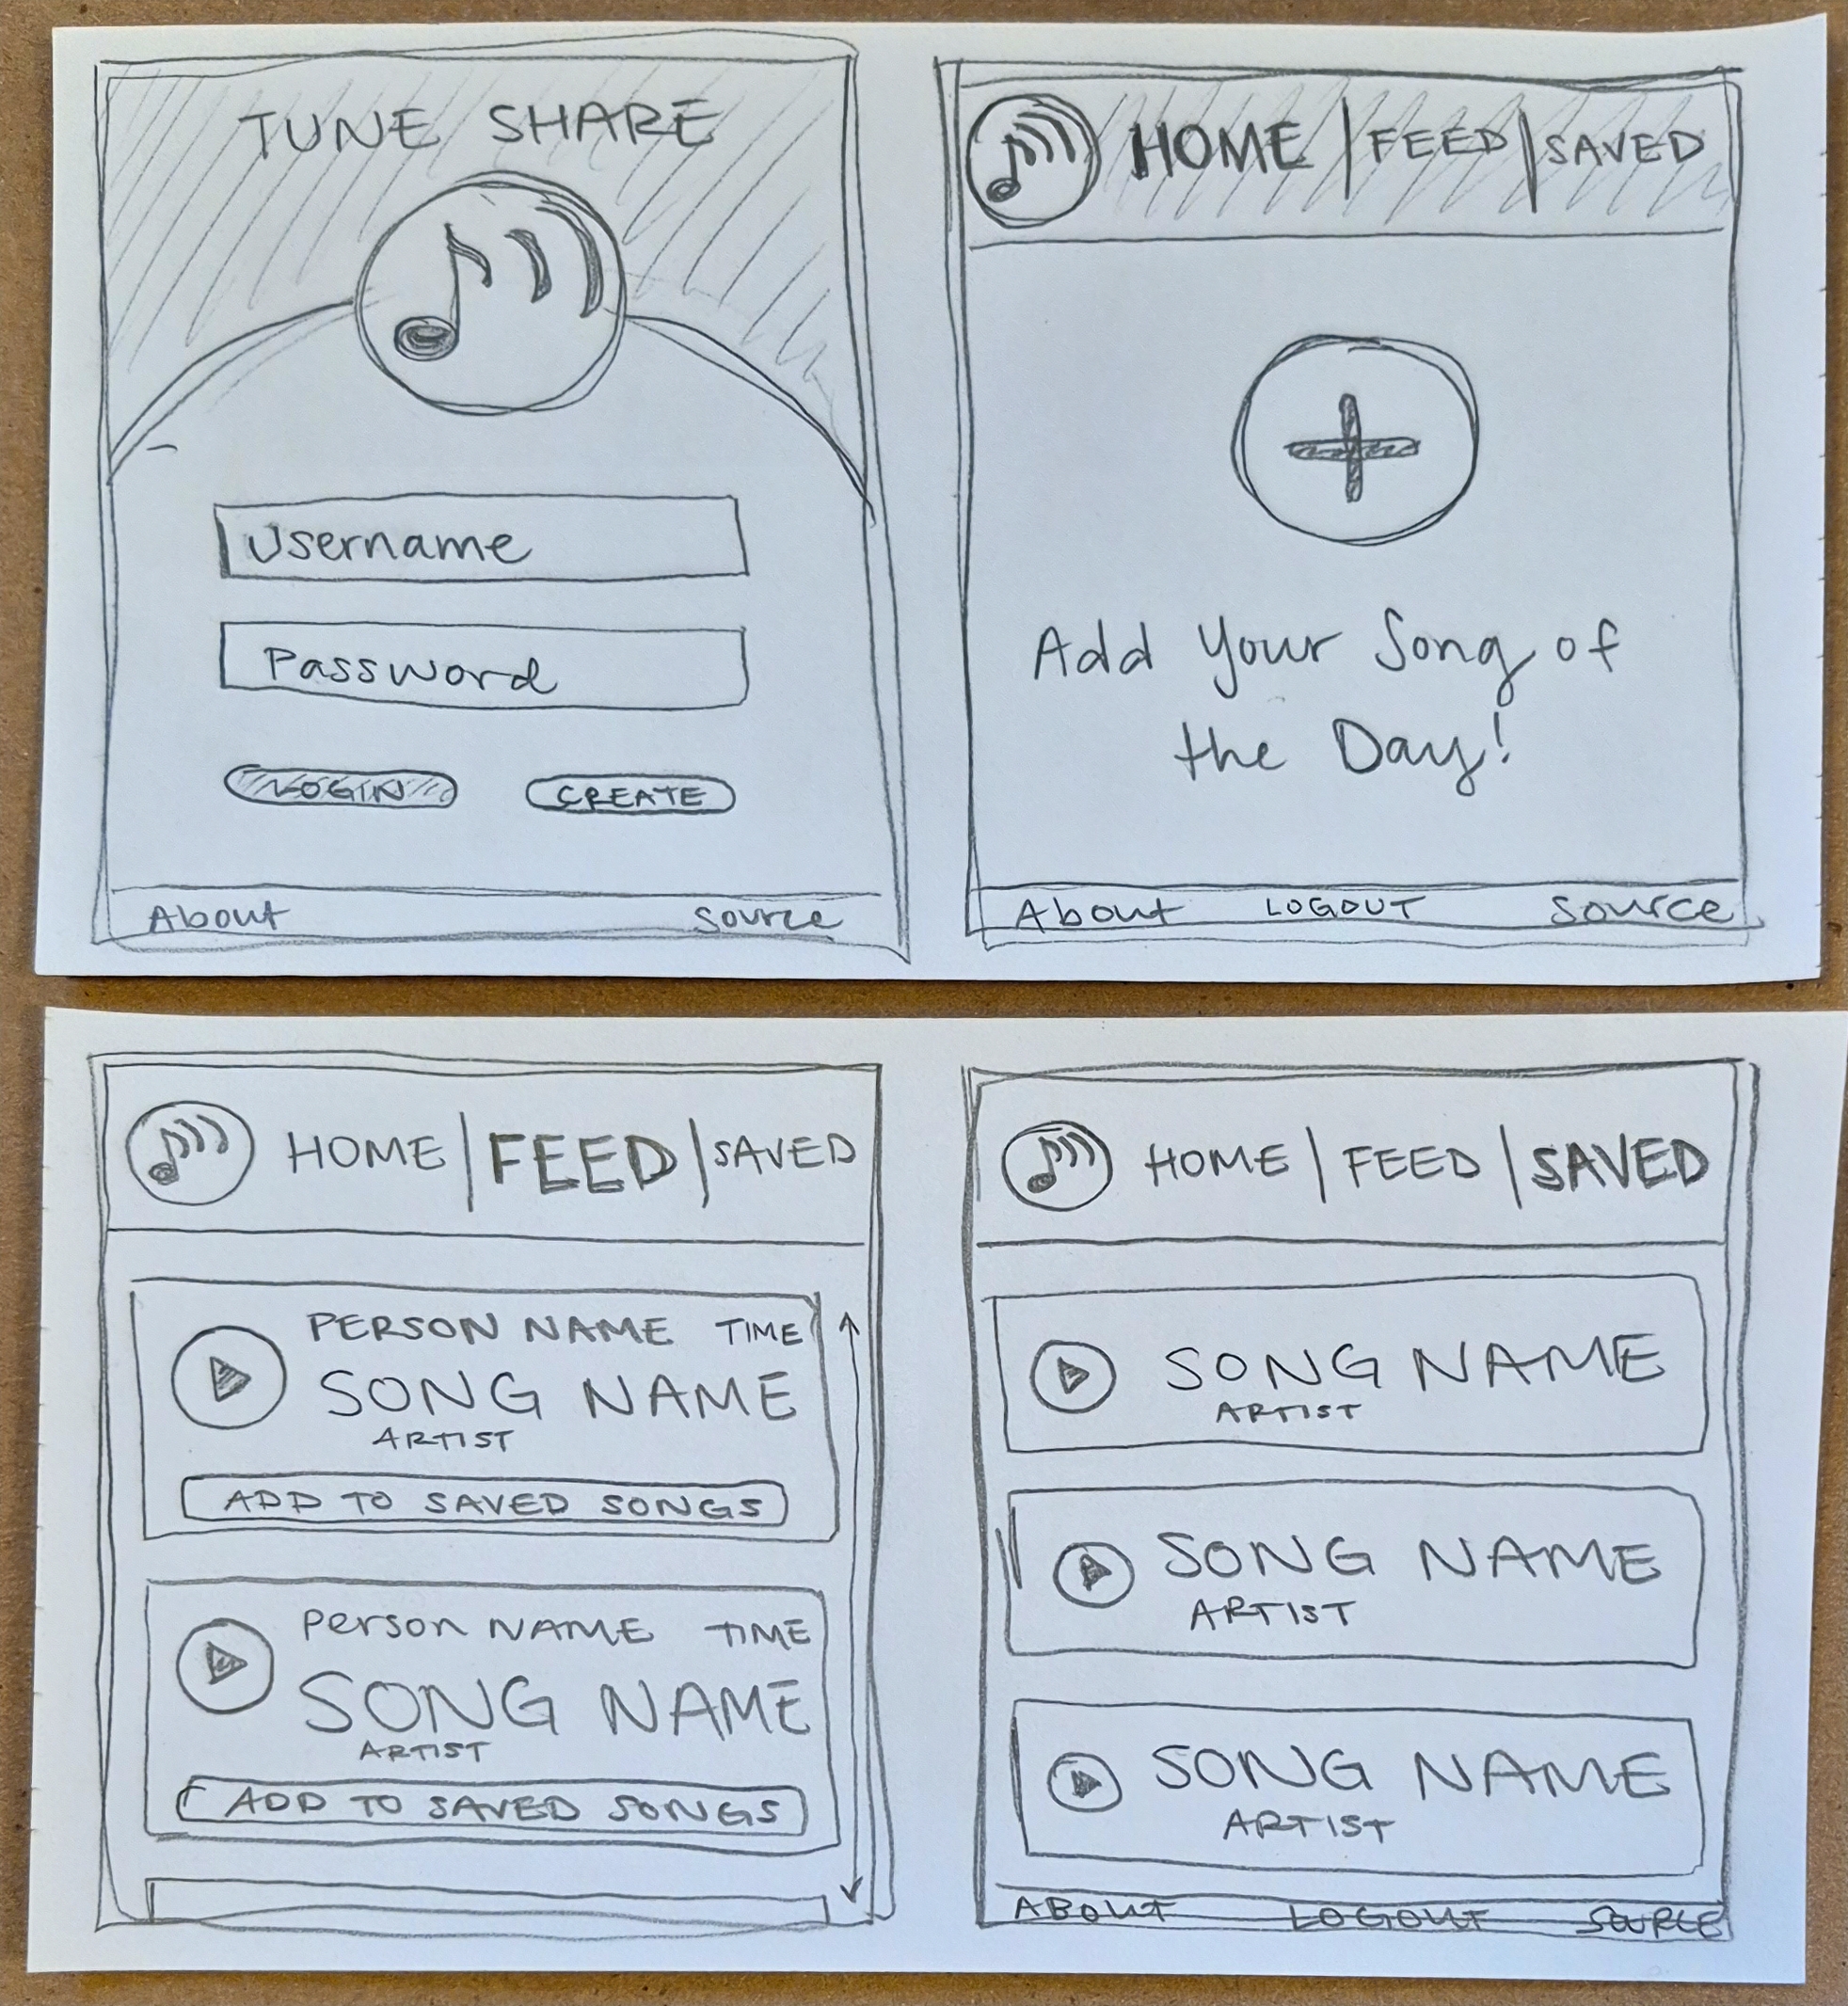 TUNE SHARE
Username
Password
LOGIN CREATE
About Source
HOME | FEED | SAVED
Add Your Song of
the Day!
About LOGOUT Source
HOME | FEED | SAVED
PERSON NAME TIME
SONG NAME
ARTIST
ADD TO SAVED SONGS
Person NAME TIME
SONG NAME
ARTIST
ADD TO SAVED SONGS
HOME | FEED | SAVED
SONG NAME
ARTIST
SONG NAME
ARTIST
SONG NAME
ARTIST
ABOUT LOGOUT SOURCE